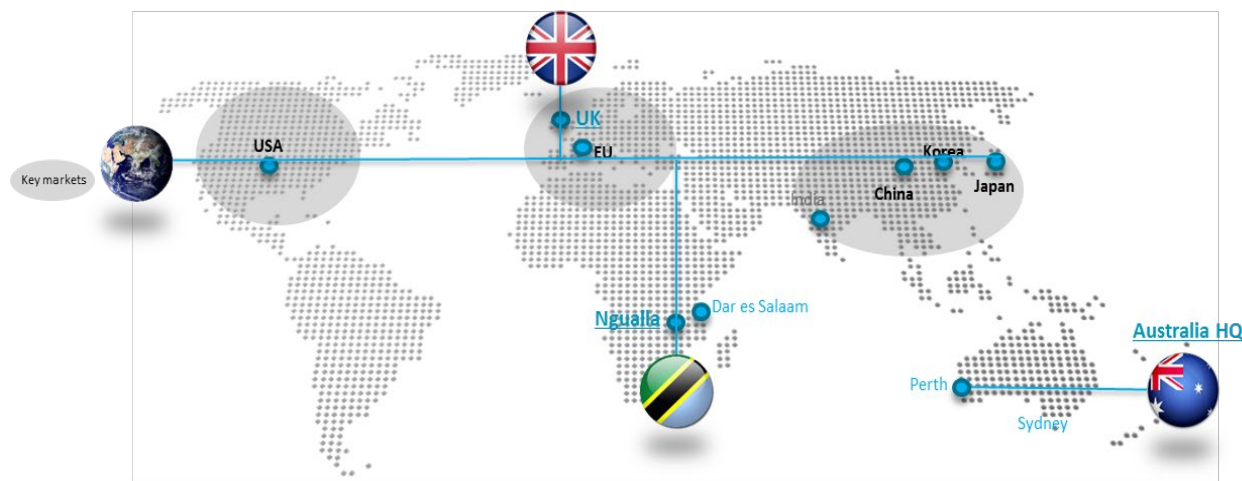 UK
USA
EU
Korea
Key markets
China
Japan
India
Dar es Salaam
Ngualla
Australia HQ
Perth
Sydney